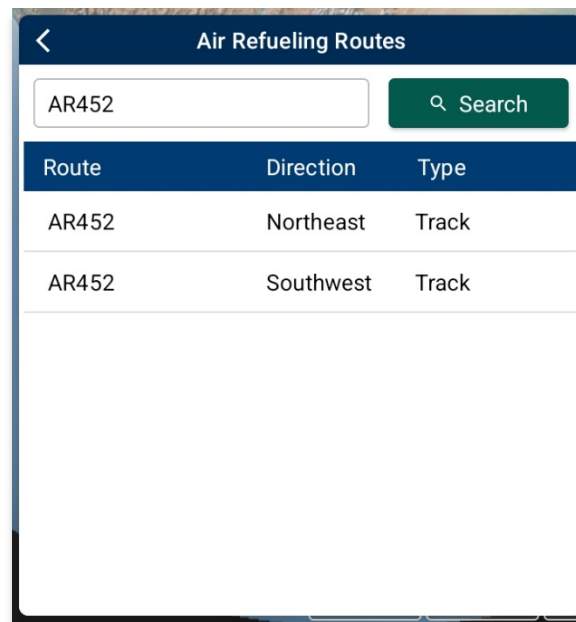 Air Refueling Routes
AR452 Search
Route Direction Type
AR452 Northeast Track
AR452 Southwest Track